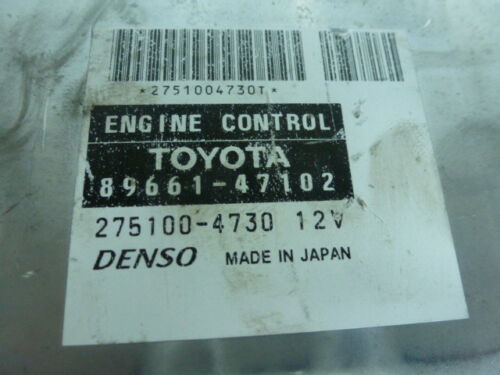 *2751004730T*
ENGINE CONTROL
TOYOTA
89661-47102
275100-4730 12V
DENSO MADE IN JAPAN